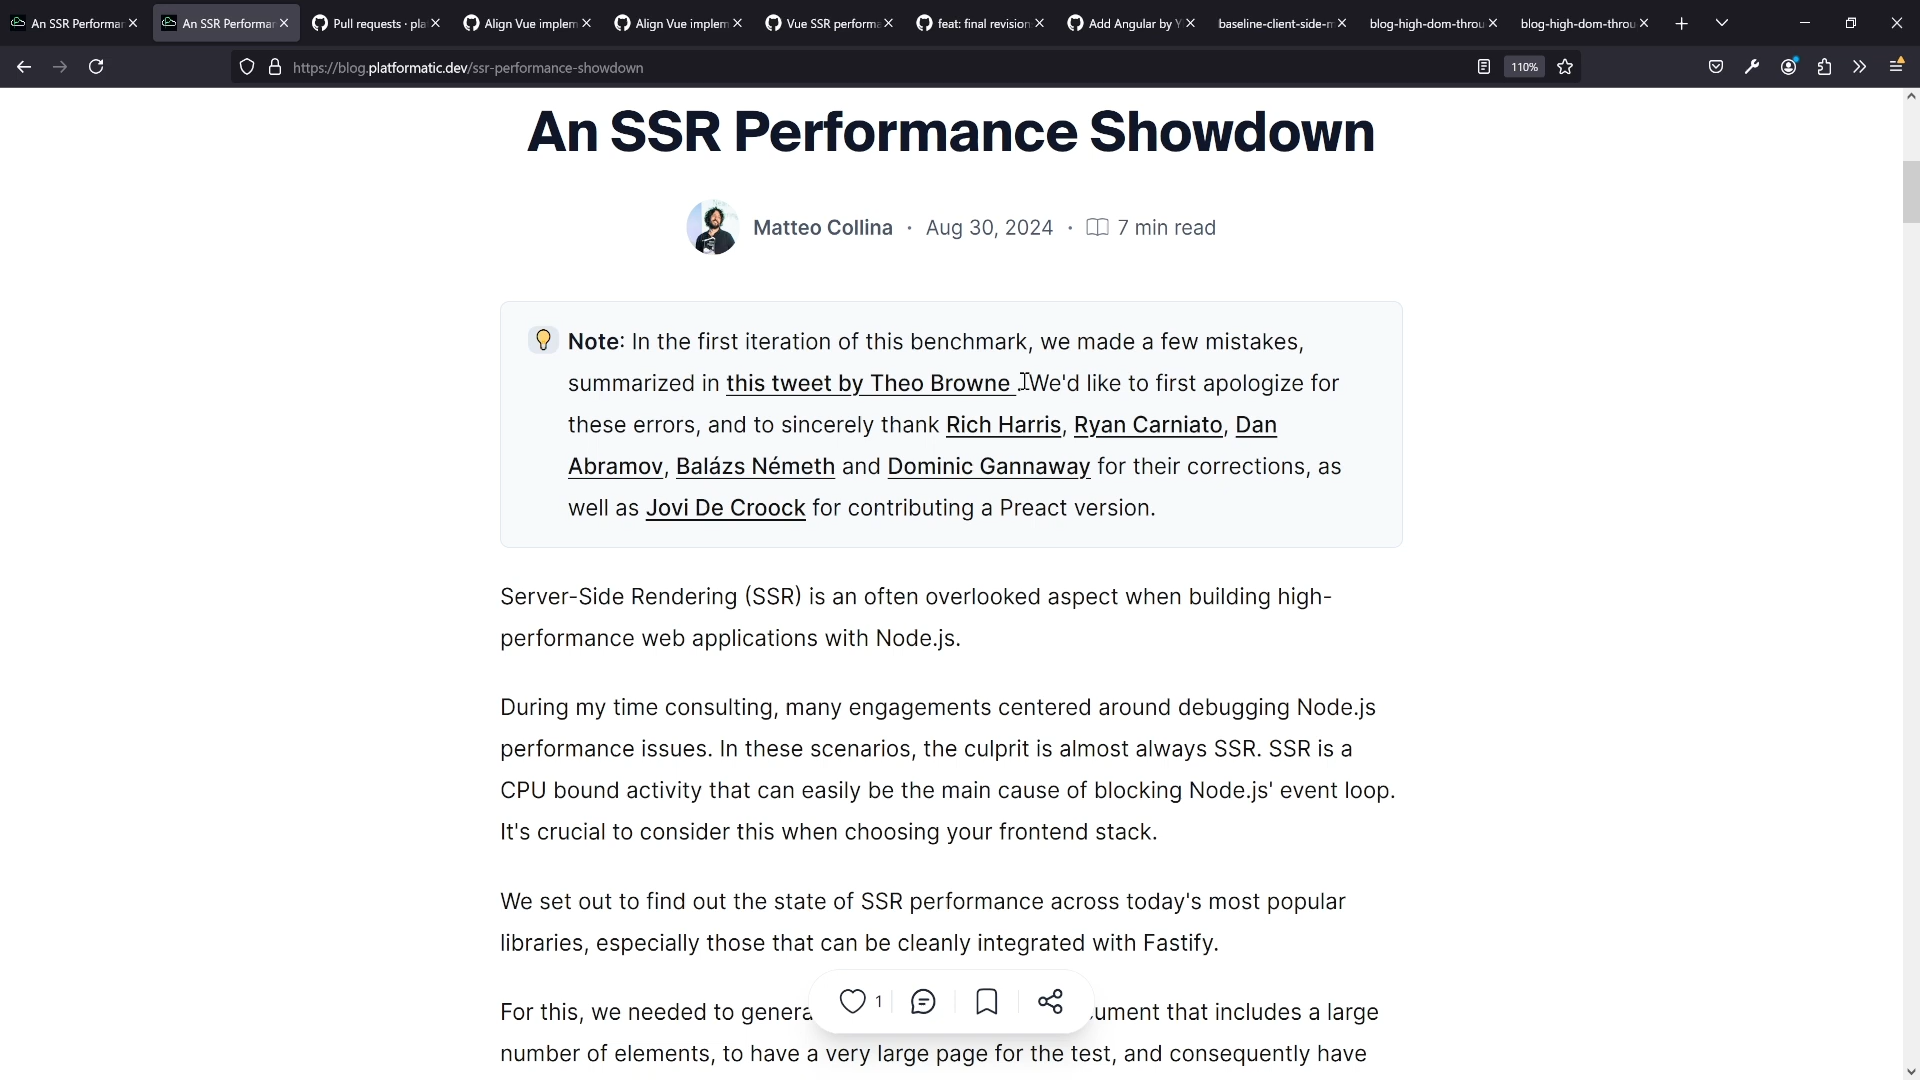 An SSR Performar
An SSR Performar
Pull requests · pla
Align Vue implem
Align Vue implem
Vue SSR performa
feat: final revision
Add Angular by Y
baseline-client-side-m
blog-high-dom-throu
blog-high-dom-throu
https://blog.platformatic.dev/ssr-performance-showdown
110%
An SSR Performance Showdown
Matteo Collina · Aug 30, 2024 · 7 min read
Note: In the first iteration of this benchmark, we made a few mistakes,
summarized in this tweet by Theo Browne . We'd like to first apologize for
these errors, and to sincerely thank Rich Harris, Ryan Carniato, Dan
Abramov, Balázs Németh and Dominic Gannaway for their corrections, as
well as Jovi De Croock for contributing a Preact version.
Server-Side Rendering (SSR) is an often overlooked aspect when building high-
performance web applications with Node.js.
During my time consulting, many engagements centered around debugging Node.js
performance issues. In these scenarios, the culprit is almost always SSR. SSR is a
CPU bound activity that can easily be the main cause of blocking Node.js' event loop.
It's crucial to consider this when choosing your frontend stack.
We set out to find out the state of SSR performance across today's most popular
libraries, especially those that can be cleanly integrated with Fastify.
1
For this, we needed to genera ument that includes a large
number of elements, to have a very large page for the test, and consequently have